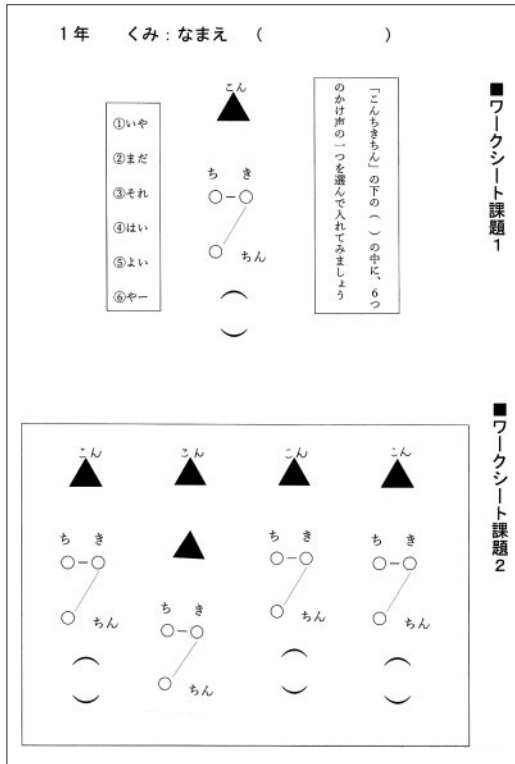 1年　くみ：なまえ　（　　　　　　）
■ワークシート課題1
「こんちきちん」の下の（　）の中に、6つ
のかけ声の一つを選んで入れてみましょう
こん
ち　き
ちん
（　）
①いや
②まだ
③それ
④はい
⑤よい
⑥やー
■ワークシート課題2
こん
ち　き
ちん
（　）
こん
ち　き
ちん
（　）
こん
ち　き
ちん
こん
ち　き
ちん
（　）